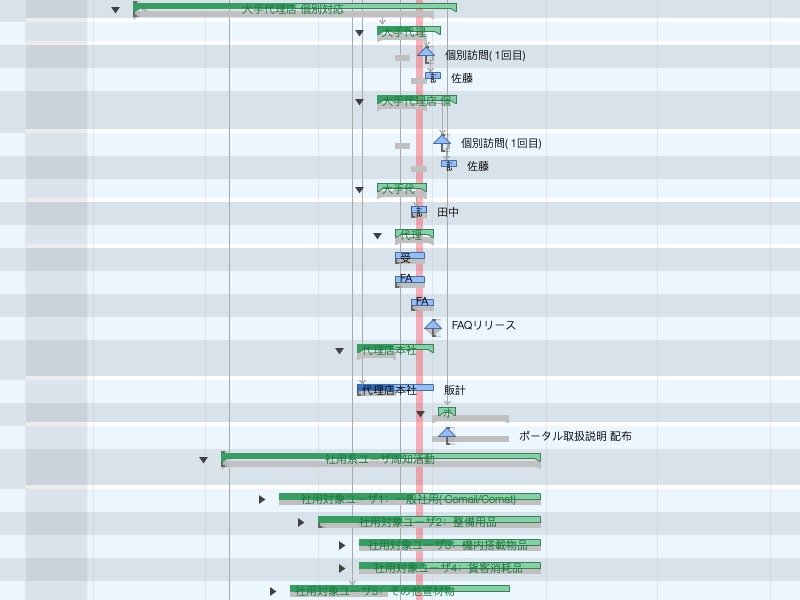 大手代理店 個別対応
大手代理
個別訪問( 1回目)
佐藤
大手代理店 個
個別訪問( 1回目)
佐藤
大手代
田中
代理
受
FA
FA
FAQリリース
代理店本社
代理店本社 販計
ポ
ポータル取扱説明 配布
社用系ユーザ周知活動
社用対象ユーザ1: 一般社用( Comail/Comat)
社用対象ユーザ2: 整備用品
社用対象ユーザ3: 機内搭載物品
社用対象ユーザ4: 貨客消耗品
社用対象ユーザ5: その他宣材物